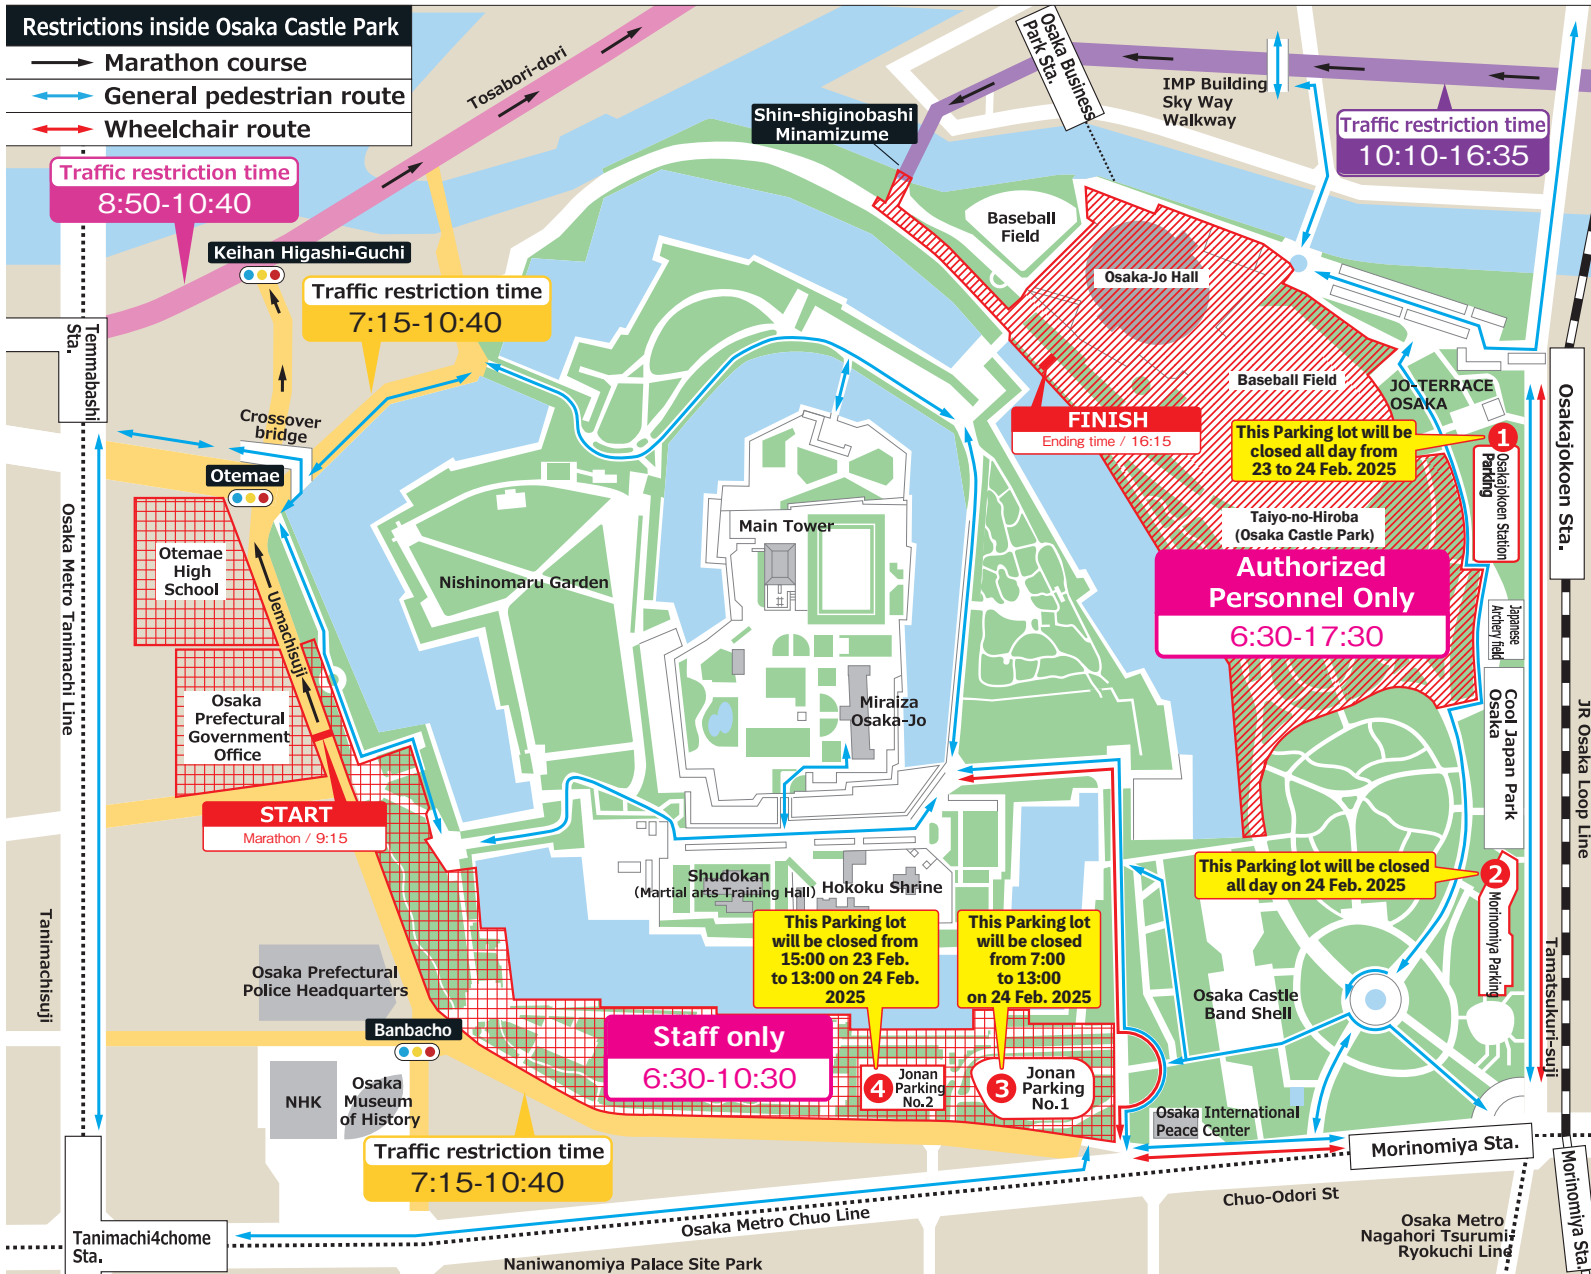 Restrictions inside Osaka Castle Park
Marathon course
General pedestrian route
Wheelchair route
Tosabori-dori
Osaka Business
Park Sta.
IMP Building
Sky Way
Walkway
Shin-shiginobashi
Minamizume
Traffic restriction time
10:10-16:35
Traffic restriction time
8:50-10:40
Keihan Higashi-Guchi
Traffic restriction time
7:15-10:40
Temmabashi
Sta.
Baseball
Field
Osaka-Jo Hall
Baseball Field
JO-TERRACE
OSAKA
FINISH
Ending time / 16:15
This Parking lot will be
closed all day from
23 to 24 Feb. 2025
1
Osakajokoen Station
Parking
Osakajokoen Sta.
Crossover
bridge
Otemae
Otemae
High
School
Uemachisuji
Osaka Metro Tanimachi Line
Nishinomaru Garden
Main Tower
Taiyo-no-Hiroba
(Osaka Castle Park)
Authorized
Personnel Only
6:30-17:30
Japanese
Archery field
Cool Japan Park
Osaka
JR Osaka Loop Line
Osaka
Prefectural
Government
Office
Miraiza
Osaka-Jo
START
Marathon / 9:15
Shudokan
(Martial arts Training Hall)
Hokoku Shrine
This Parking lot will be closed
all day on 24 Feb. 2025
2
Morinomiya Parking
Tamatsukuri-suji
Tanimachisuji
Osaka Prefectural
Police Headquarters
This Parking lot
will be closed from
15:00 on 23 Feb.
to 13:00 on 24 Feb.
2025
This Parking lot
will be closed
from 7:00
to 13:00
on 24 Feb. 2025
Osaka Castle
Band Shell
Banbacho
Staff only
6:30-10:30
4
Jonan
Parking
No.2
3
Jonan
Parking
No.1
NHK
Osaka
Museum
of History
Osaka International
Peace Center
Traffic restriction time
7:15-10:40
Morinomiya Sta.
Morinomiya Sta.
Chuo-Odori St
Osaka Metro Chuo Line
Osaka Metro
Nagahori Tsurumi-
Ryokuchi Line
Tanimachi4chome
Sta.
Naniwanomiya Palace Site Park